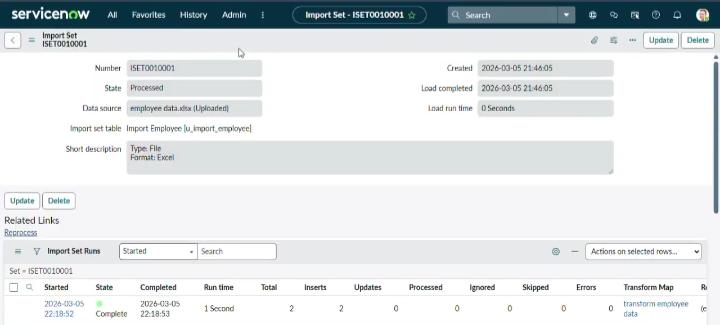 servicenow All Favorites History Admin Import Set - ISET0010001 Search
Import Set
ISET0010001
Update Delete
Number ISET0010001 Created 2026-03-05 21:46:05
State Processed Load completed 2026-03-05 21:46:05
Data source employee data.xlsx (Uploaded) Load run time 0 Seconds
Import set table Import Employee [u_import_employee]
Short description Type: File
Format: Excel
Update Delete
Related Links
Reprocess
Import Set Runs Started Search Actions on selected rows...
Set = ISET0010001
Started State Completed Run time Total Inserts Updates Processed Ignored Skipped Errors Transform Map
2026-03-05 22:18:52 Complete 2026-03-05 22:18:53 1 Second 2 2 0 0 0 0 0 transform employee data